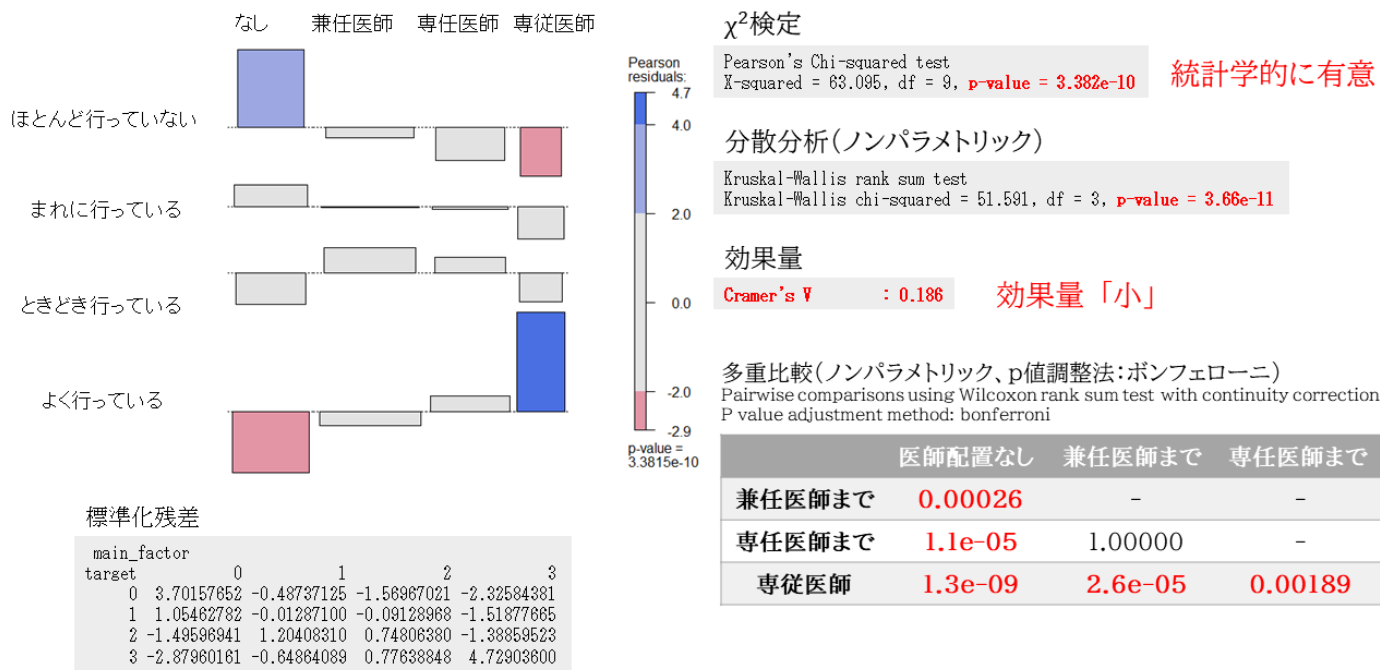 なし 兼任医師 専任医師 専従医師
ほとんど行っていない
まれに行っている
ときどき行っている
よく行っている
Pearson
residuals:
4.7
4.0
2.0
0.0
-2.0
-2.9
p-value =
3.3815e-10
標準化残差
main_factor
target 0 1 2 3
0 3.70157652 -0.48737125 -1.56967021 -2.32584381
1 1.05462782 -0.01287100 -0.09128968 -1.51877665
2 -1.49596941 1.20408310 0.74806380 -1.38859523
3 -2.87960161 -0.64864089 0.77638848 4.72903600
χ²検定
Pearson's Chi-squared test
X-squared = 63.095, df = 9, p-value = 3.382e-10
統計学的に有意
分散分析(ノンパラメトリック)
Kruskal-Wallis rank sum test
Kruskal-Wallis chi-squared = 51.591, df = 3, p-value = 3.66e-11
効果量
Cramer's V : 0.186
効果量「小」
多重比較(ノンパラメトリック、p値調整法:ボンフェローニ)
Pairwise comparisons using Wilcoxon rank sum test with continuity correction
P value adjustment method: bonferroni
医師配置なし 兼任医師まで 専任医師まで
兼任医師まで 0.00026 - -
専任医師まで 1.1e-05 1.00000 -
専従医師 1.3e-09 2.6e-05 0.00189